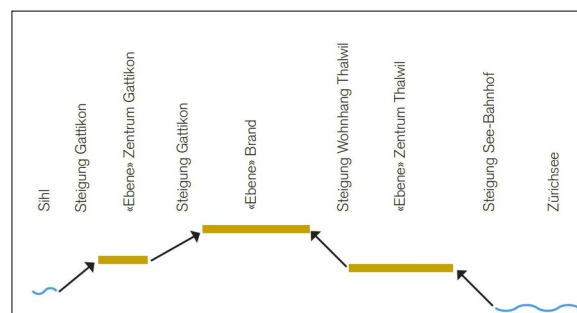 Sihl
Steigung Gattikon
«Ebene» Zentrum Gattikon
Steigung Gattikon
«Ebene» Brand
Steigung Wohnhang Thalwil
«Ebene» Zentrum Thalwil
Steigung See-Bahnhof
Zürichsee